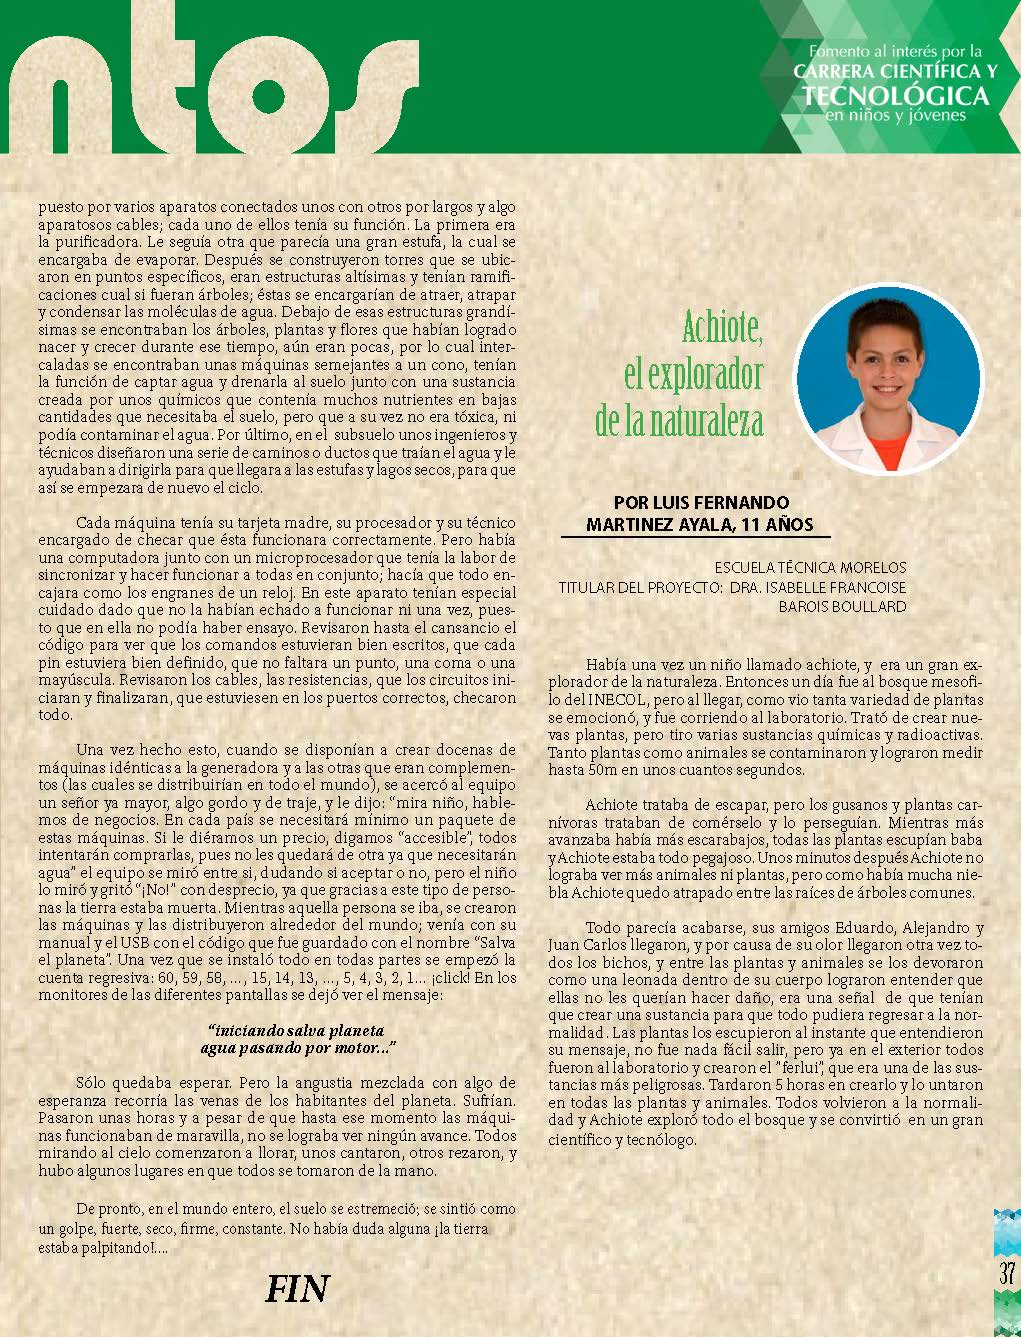 ntos
Fomento al interés por la
CARRERA CIENTÍFICA Y
TECNOLÓGICA
en niños y jóvenes
puesto por varios aparatos conectados unos con otros por largos y algo
aparatosos cables; cada uno de ellos tenía su función. La primera era
la purificadora. Le seguía otra que parecía una gran estufa, la cual se
encargaba de evaporar. Después se construyeron torres que se ubic-
aron en puntos específicos, eran estructuras altísimas y tenían ramifi-
caciones cual si fueran árboles; éstas se encargarían de atraer, atrapar
y condensar las moléculas de agua. Debajo de esas estructuras grandí-
simas se encontraban los árboles, plantas y flores que habían logrado
nacer y crecer durante ese tiempo, aún eran pocas, por lo cual inter-
caladas se encontraban unas máquinas semejantes a un cono, tenían
la función de captar agua y drenarla al suelo junto con una sustancia
creada por unos químicos que contenía muchos nutrientes en bajas
cantidades que necesitaba el suelo, pero que a su vez no era tóxica, ni
podía contaminar el agua. Por último, en el subsuelo unos ingenieros y
técnicos diseñaron una serie de caminos o ductos que traían el agua y le
ayudaban a dirigirla para que llegara a las estufas y lagos secos, para que
así se empezara de nuevo el ciclo.
Cada máquina tenía su tarjeta madre, su procesador y su técnico
encargado de checar que ésta funcionara correctamente. Pero había
una computadora junto con un microprocesador que tenía la labor de
sincronizar y hacer funcionar a todas en conjunto; hacía que todo en-
cajara como los engranes de un reloj. En este aparato tenían especial
cuidado dado que no la habían echado a funcionar ni una vez, pues-
to que en ella no podía haber ensayo. Revisaron hasta el cansancio el
código para ver que los comandos estuvieran bien escritos, que cada
pin estuviera bien definido, que no faltara un punto, una coma o una
mayúscula. Revisaron los cables, las resistencias, que los circuitos ini-
ciaran y finalizaran, que estuviesen en los puertos correctos, checaron
todo.
Una vez hecho esto, cuando se disponían a crear docenas de
máquinas idénticas a la generadora y a las otras que eran complemen-
tos (las cuales se distribuirían en todo el mundo), se acercó al equipo
un señor ya mayor, algo gordo y de traje, y le dijo: “mira niño, hable-
mos de negocios. En cada país se necesitará mínimo un paquete de
estas máquinas. Si le diéramos un precio, digamos “accesible”, todos
intentarán comprarlas, pues no les quedará de otra ya que necesitarán
agua” el equipo se miró entre si, dudando si aceptar o no, pero el niño
lo miró y gritó “¡No!” con desprecio, ya que gracias a este tipo de perso-
nas la tierra estaba muerta. Mientras aquella persona se iba, se crearon
las máquinas y las distribuyeron alrededor del mundo; venía con su
manual y el USB con el código que fue guardado con el nombre “Salva
el planeta”. Una vez que se instaló todo en todas partes se empezó la
cuenta regresiva: 60, 59, 58, ..., 15, 14, 13, ..., 5, 4, 3, 2, 1... ¡click! En los
monitores de las diferentes pantallas se dejó ver el mensaje:
“iniciando salva planeta
agua pasando por motor...”
Sólo quedaba esperar. Pero la angustia mezclada con algo de
esperanza recorría las venas de los habitantes del planeta. Sufrían.
Pasaron unas horas y a pesar de que hasta ese momento las máqui-
nas funcionaban de maravilla, no se lograba ver ningún avance. Todos
mirando al cielo comenzaron a llorar, unos cantaron, otros rezaron, y
hubo algunos lugares en que todos se tomaron de la mano.
De pronto, en el mundo entero, el suelo se estremeció; se sintió como
un golpe, fuerte, seco, firme, constante. No había duda alguna ¡la tierra
estaba palpitando!....
FIN
Achiote,
el explorador
de la naturaleza
POR LUIS FERNANDO
MARTINEZ AYALA, 11 AÑOS
ESCUELA TÉCNICA MORELOS
TITULAR DEL PROYECTO: DRA. ISABELLE FRANCOISE
BAROIS BOULLARD
Había una vez un niño llamado achiote, y era un gran ex-
plorador de la naturaleza. Entonces un día fue al bosque mesofi-
lo del INECOL, pero al llegar, como vio tanta variedad de plantas
se emocionó, y fue corriendo al laboratorio. Trató de crear nue-
vas plantas, pero tiro varias sustancias químicas y radioactivas.
Tanto plantas como animales se contaminaron y lograron medir
hasta 50m en unos cuantos segundos.
Achiote trataba de escapar, pero los gusanos y plantas car-
nívoras trataban de comérselo y lo perseguían. Mientras más
avanzaba había más escarabajos, todas las plantas escupían baba
y Achiote estaba todo pegajoso. Unos minutos después Achiote no
lograba ver más animales ni plantas, pero como había mucha nie-
bla Achiote quedo atrapado entre las raíces de árboles comunes.
Todo parecía acabarse, sus amigos Eduardo, Alejandro y
Juan Carlos llegaron, y por causa de su olor llegaron otra vez to-
dos los bichos, y entre las plantas y animales se los devoraron
como una leonada dentro de su cuerpo lograron entender que
ellas no les querían hacer daño, era una señal de que tenían
que crear una sustancia para que todo pudiera regresar a la nor-
malidad . Las plantas los escupieron al instante que entendieron
su mensaje, no fue nada fácil salir, pero ya en el exterior todos
fueron al laboratorio y crearon el “ferlui”, que era una de las sus-
tancias más peligrosas. Tardaron 5 horas en crearlo y lo untaron
en todas las plantas y animales. Todos volvieron a la normali-
dad y Achiote exploró todo el bosque y se convirtió en un gran
científico y tecnólogo.
37